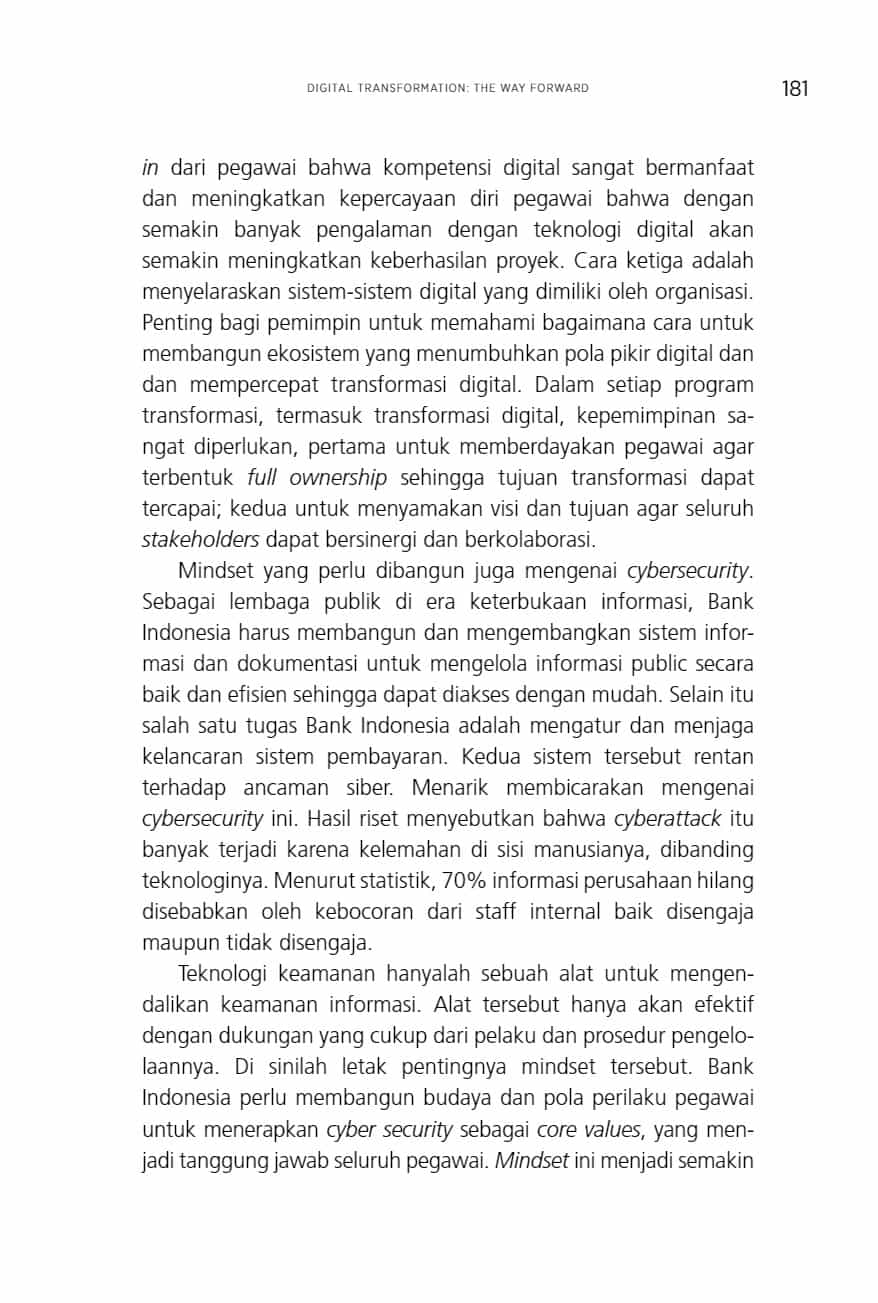 DIGITAL TRANSFORMATION: THE WAY FORWARD 181
in dari pegawai bahwa kompetensi digital sangat bermanfaat
dan meningkatkan kepercayaan diri pegawai bahwa dengan
semakin banyak pengalaman dengan teknologi digital akan
semakin meningkatkan keberhasilan proyek. Cara ketiga adalah
menyelaraskan sistem-sistem digital yang dimiliki oleh organisasi.
Penting bagi pemimpin untuk memahami bagaimana cara untuk
membangun ekosistem yang menumbuhkan pola pikir digital dan
dan mempercepat transformasi digital. Dalam setiap program
transformasi, termasuk transformasi digital, kepemimpinan sa-
ngat diperlukan, pertama untuk memberdayakan pegawai agar
terbentuk full ownership sehingga tujuan transformasi dapat
tercapai; kedua untuk menyamakan visi dan tujuan agar seluruh
stakeholders dapat bersinergi dan berkolaborasi.
Mindset yang perlu dibangun juga mengenai cybersecurity.
Sebagai lembaga publik di era keterbukaan informasi, Bank
Indonesia harus membangun dan mengembangkan sistem infor-
masi dan dokumentasi untuk mengelola informasi public secara
baik dan efisien sehingga dapat diakses dengan mudah. Selain itu
salah satu tugas Bank Indonesia adalah mengatur dan menjaga
kelancaran sistem pembayaran. Kedua sistem tersebut rentan
terhadap ancaman siber. Menarik membicarakan mengenai
cybersecurity ini. Hasil riset menyebutkan bahwa cyberattack itu
banyak terjadi karena kelemahan di sisi manusianya, dibanding
teknologinya. Menurut statistik, 70% informasi perusahaan hilang
disebabkan oleh kebocoran dari staff internal baik disengaja
maupun tidak disengaja.
Teknologi keamanan hanyalah sebuah alat untuk mengen-
dalikan keamanan informasi. Alat tersebut hanya akan efektif
dengan dukungan yang cukup dari pelaku dan prosedur pengelo-
laannya. Di sinilah letak pentingnya mindset tersebut. Bank
Indonesia perlu membangun budaya dan pola perilaku pegawai
untuk menerapkan cyber security sebagai core values, yang men-
jadi tanggung jawab seluruh pegawai. Mindset ini menjadi semakin